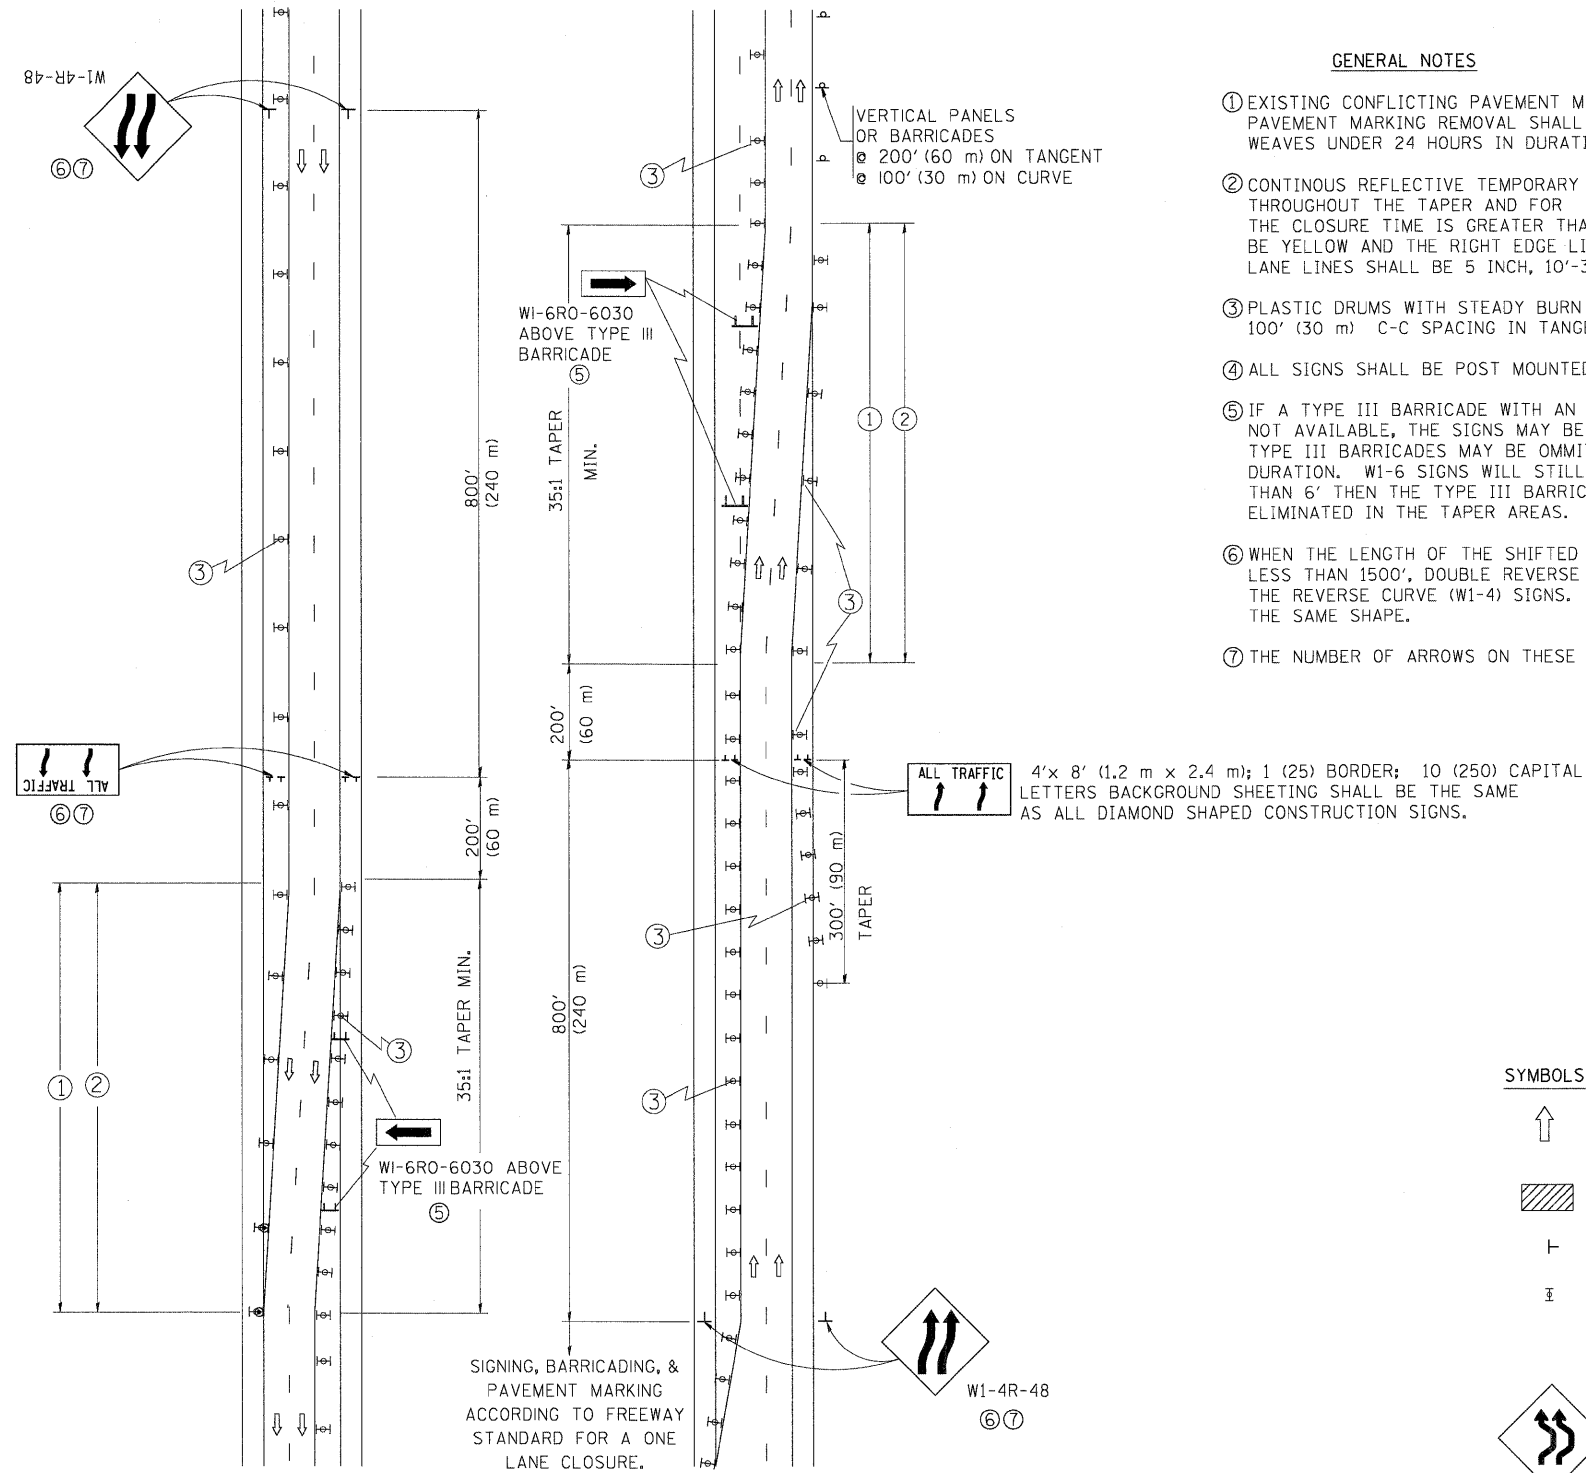 W1-4R-48
⑥⑦
③
800'
(240 m)
ALL TRAFFIC
⑥⑦
200'
(60 m)
①
②
35:1 TAPER MIN.
③
WI-6RO-6030 ABOVE
TYPE III BARRICADE
⑤
VERTICAL PANELS
OR BARRICADES
@ 200' (60 m) ON TANGENT
@ 100' (30 m) ON CURVE
③
WI-6RO-6030
ABOVE TYPE III
BARRICADE
⑤
35:1 TAPER
MIN.
①
②
③
200'
(60 m)
ALL TRAFFIC
4'x 8' (1.2 m x 2.4 m); 1 (25) BORDER; 10 (250) CAPITAL
LETTERS BACKGROUND SHEETING SHALL BE THE SAME
AS ALL DIAMOND SHAPED CONSTRUCTION SIGNS.
300' (90 m)
TAPER
③
800'
(240 m)
③
SIGNING, BARRICADING, &
PAVEMENT MARKING
ACCORDING TO FREEWAY
STANDARD FOR A ONE
LANE CLOSURE.
W1-4R-48
⑥⑦
GENERAL NOTES
① EXISTING CONFLICTING PAVEMENT M
PAVEMENT MARKING REMOVAL SHALL
WEAVES UNDER 24 HOURS IN DURATI
② CONTINOUS REFLECTIVE TEMPORARY
THROUGHOUT THE TAPER AND FOR
THE CLOSURE TIME IS GREATER THA
BE YELLOW AND THE RIGHT EDGE LI
LANE LINES SHALL BE 5 INCH, 10'-3
③ PLASTIC DRUMS WITH STEADY BURN
100' (30 m) C-C SPACING IN TANGE
④ ALL SIGNS SHALL BE POST MOUNTED
⑤ IF A TYPE III BARRICADE WITH AN
NOT AVAILABLE, THE SIGNS MAY BE
TYPE III BARRICADES MAY BE OMMIT
DURATION. W1-6 SIGNS WILL STILL
THAN 6' THEN THE TYPE III BARRIC
ELIMINATED IN THE TAPER AREAS.
⑥ WHEN THE LENGTH OF THE SHIFTED
LESS THAN 1500', DOUBLE REVERSE
THE REVERSE CURVE (W1-4) SIGNS.
THE SAME SHAPE.
⑦ THE NUMBER OF ARROWS ON THESE
SYMBOLS